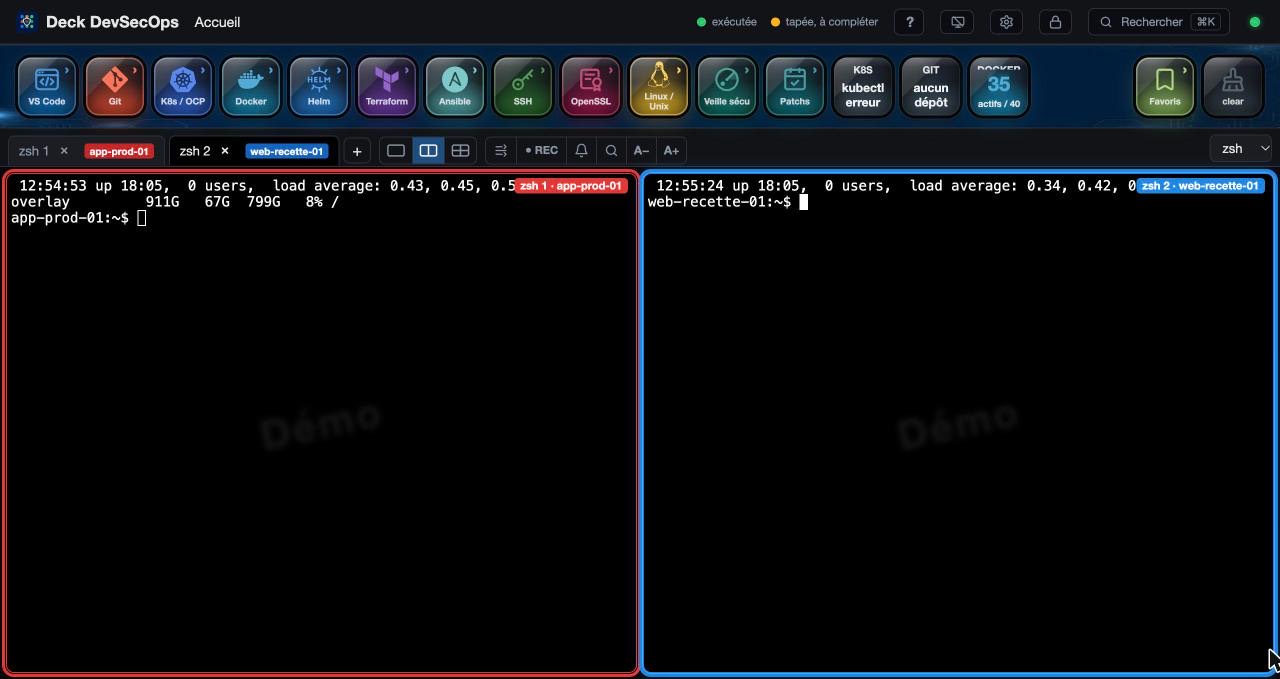 Deck DevSecOps Accueil exécutée tapée, à compléter ? Rechercher ⌘K
VS Code Git K8s / OCP Docker HELM Helm Terraform Ansible SSH OpenSSL Linux / Unix Veille sécu Patchs
K8S kubectl erreur
GIT aucun dépôt
DOCKER 35 actifs / 40
Favoris clear
zsh 1 × app-prod-01 zsh 2 × web-recette-01 + • REC A− A+ zsh
12:54:53 up 18:05,  0 users,  load average: 0.43, 0.45, 0.5
zsh 1 · app-prod-01
overlay         911G   67G  799G   8% /
app-prod-01:~$
Démo
12:55:24 up 18:05,  0 users,  load average: 0.34, 0.42, 0
zsh 2 · web-recette-01
web-recette-01:~$
Démo